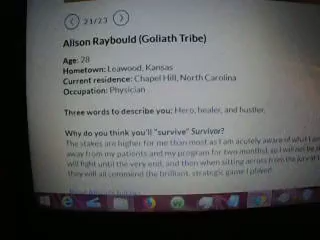 21/23
Alison Raybould (Goliath Tribe)
Age: 28
Hometown: Leawood, Kansas
Current residence: Chapel Hill, North Carolina
Occupation: Physician
Three words to describe you: Hero, healer, and hustler.
Why do you think you'll "survive" Survivor?
The stakes are higher for me than most as I am acutely aware of what I am
away from my patients and my program for two months), so I will not be
will fight until the very end, and then when sitting across from the jury at
they will all commend the brilliant, strategic game I played.